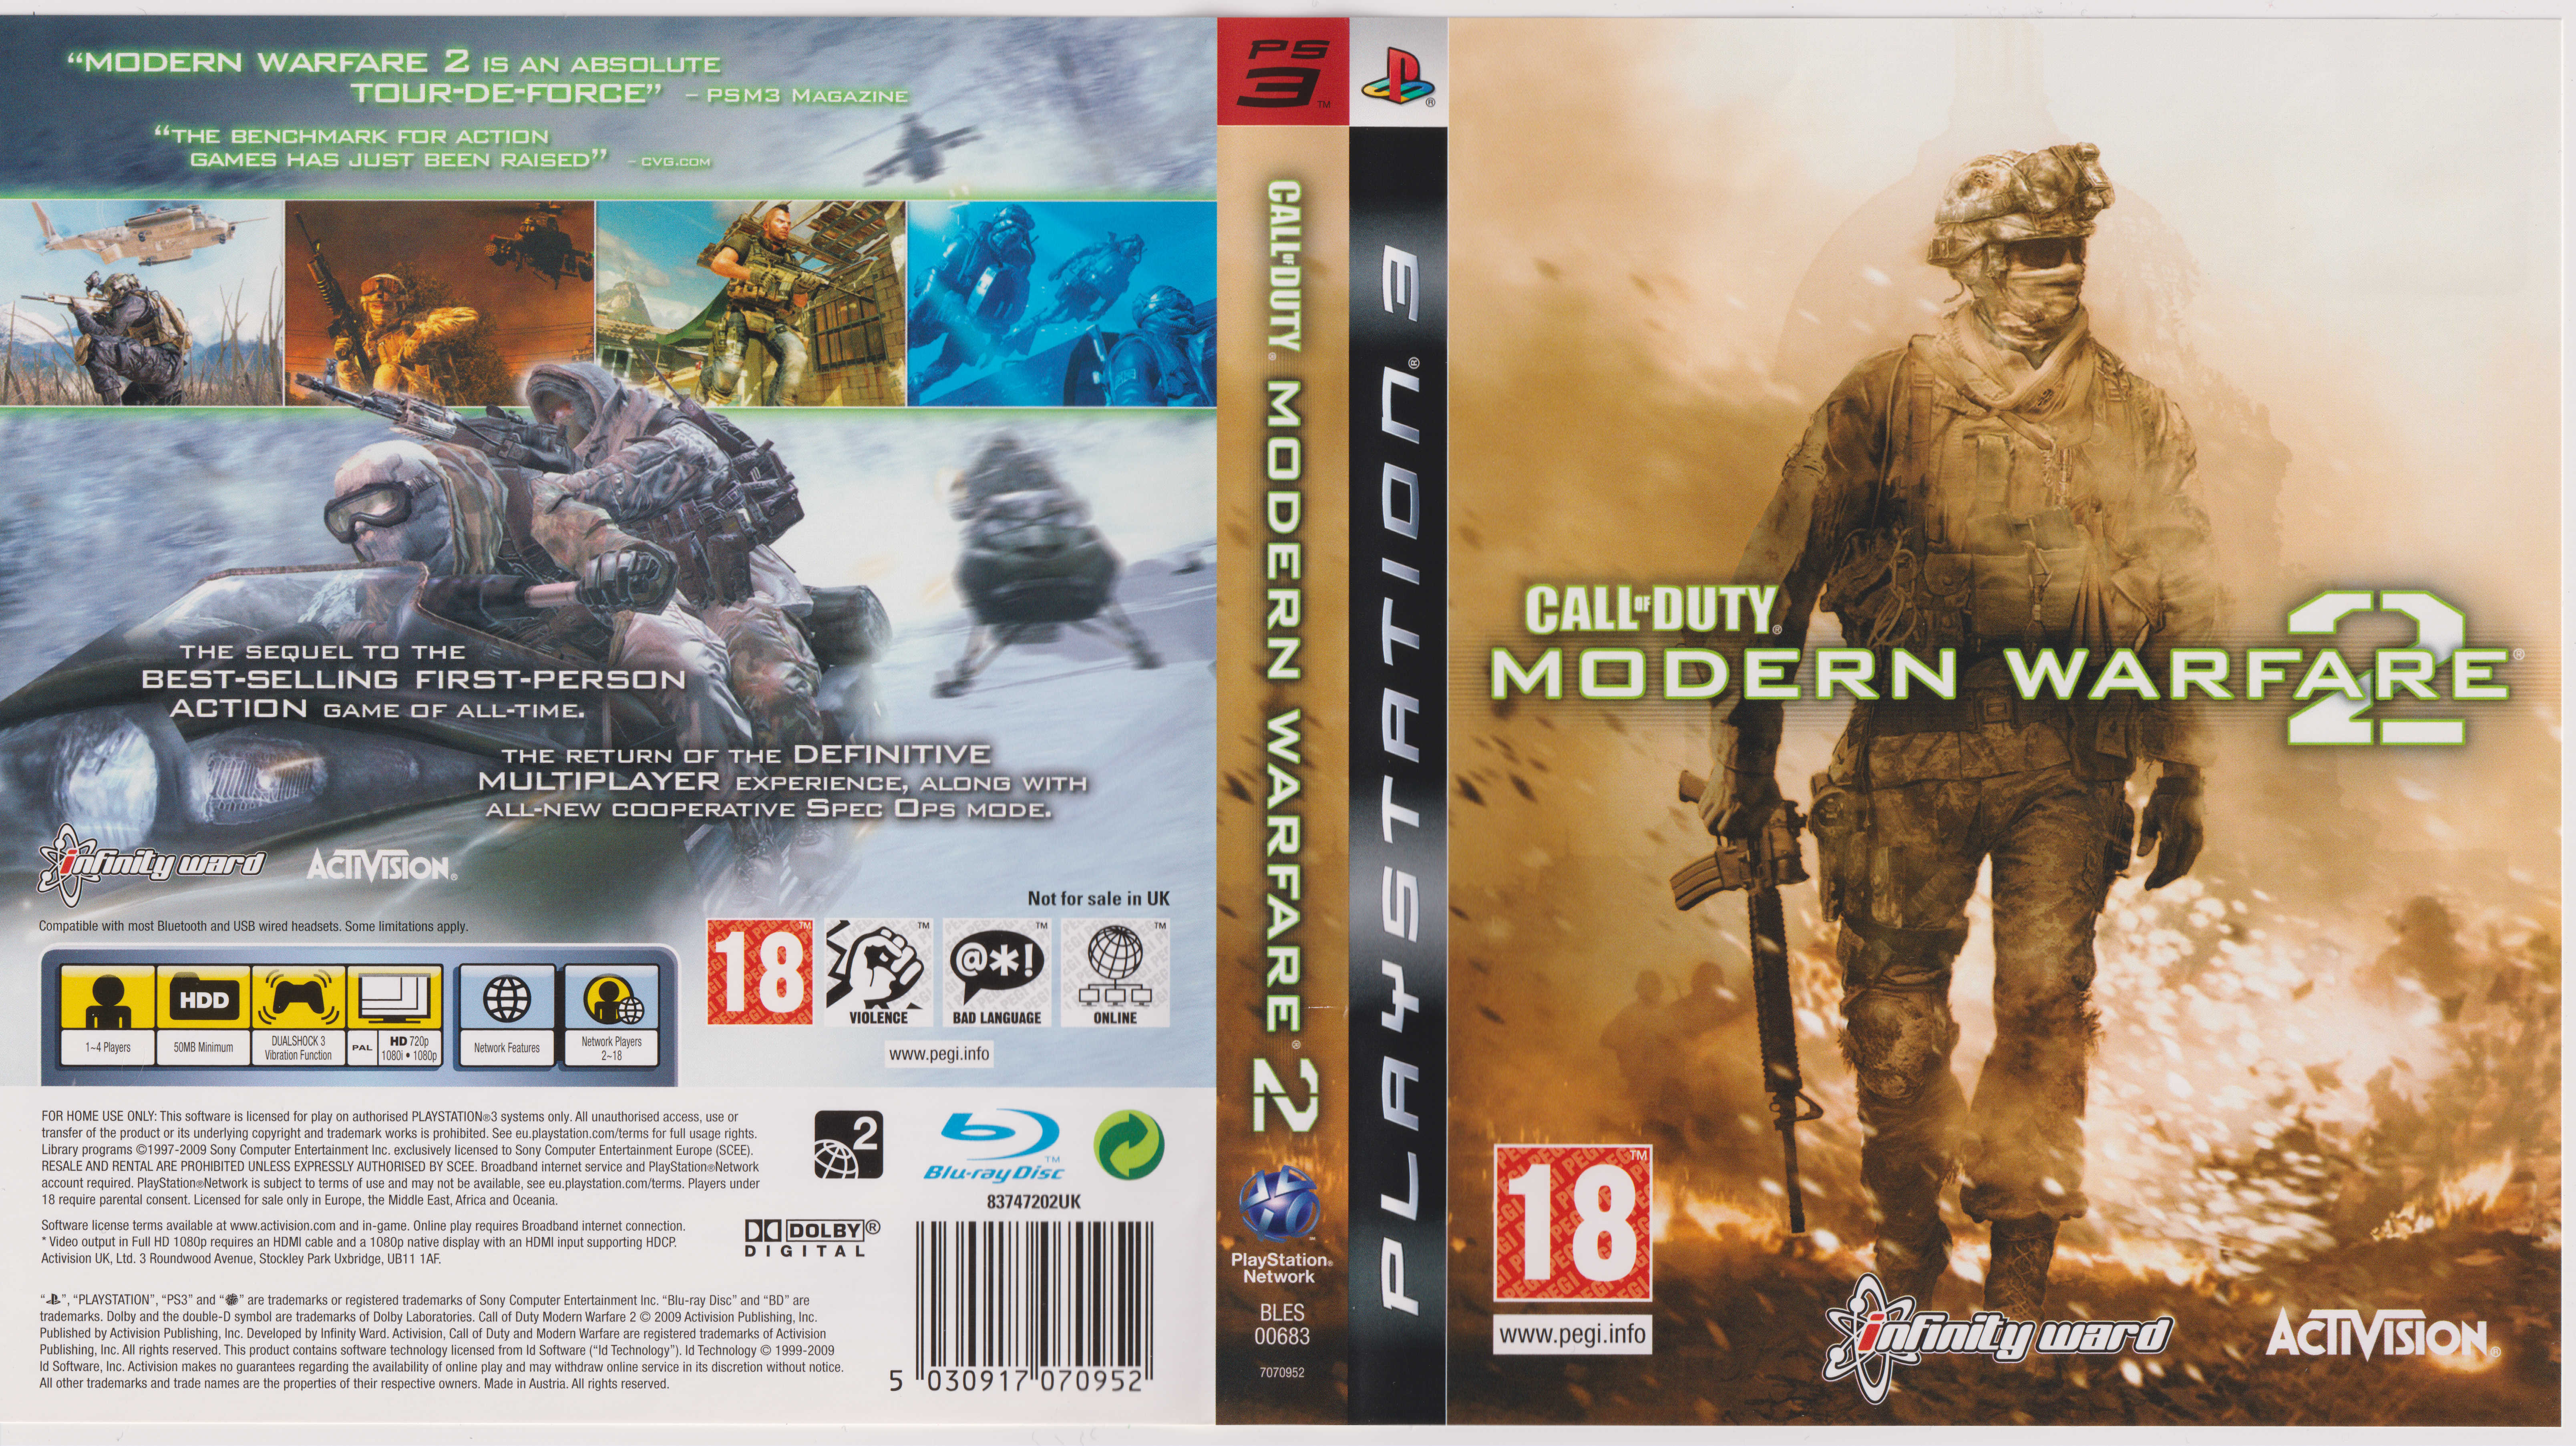 “MODERN WARFARE 2 IS AN ABSOLUTE
TOUR-DE-FORCE” – PSM3 MAGAZINE
“THE BENCHMARK FOR ACTION
GAMES HAS JUST BEEN RAISED” – CVG.COM
THE SEQUEL TO THE
BEST-SELLING FIRST-PERSON
ACTION GAME OF ALL-TIME.
THE RETURN OF THE DEFINITIVE
MULTIPLAYER EXPERIENCE, ALONG WITH
ALL-NEW COOPERATIVE SPEC OPS MODE.
infinity ward
ACTIVISION®
Not for sale in UK
Compatible with most Bluetooth and USB wired headsets. Some limitations apply.
18™
PEGI
™
VIOLENCE
@*!
™
BAD LANGUAGE
™
ONLINE
www.pegi.info
1~4 Players
HDD
50MB Minimum
DUALSHOCK 3
Vibration Function
PAL
HD 720p
1080i • 1080p
Network Features
Network Players
2~18
FOR HOME USE ONLY: This software is licensed for play on authorised PLAYSTATION®3 systems only. All unauthorised access, use or
transfer of the product or its underlying copyright and trademark works is prohibited. See eu.playstation.com/terms for full usage rights.
Library programs ©1997-2009 Sony Computer Entertainment Inc. exclusively licensed to Sony Computer Entertainment Europe (SCEE).
RESALE AND RENTAL ARE PROHIBITED UNLESS EXPRESSLY AUTHORISED BY SCEE. Broadband internet service and PlayStation®Network
account required. PlayStation®Network is subject to terms of use and may not be available, see eu.playstation.com/terms. Players under
18 require parental consent. Licensed for sale only in Europe, the Middle East, Africa and Oceania.
Software license terms available at www.activision.com and in-game. Online play requires Broadband internet connection.
* Video output in Full HD 1080p requires an HDMI cable and a 1080p native display with an HDMI input supporting HDCP.
Activision UK, Ltd. 3 Roundwood Avenue, Stockley Park Uxbridge, UB11 1AF.
“ ”, “PLAYSTATION”, “PS3” and “ ” are trademarks or registered trademarks of Sony Computer Entertainment Inc. “Blu-ray Disc” and “BD” are
trademarks. Dolby and the double-D symbol are trademarks of Dolby Laboratories. Call of Duty Modern Warfare 2 © 2009 Activision Publishing, Inc.
Published by Activision Publishing, Inc. Developed by Infinity Ward. Activision, Call of Duty and Modern Warfare are registered trademarks of Activision
Publishing, Inc. All rights reserved. This product contains software technology licensed from Id Software (“Id Technology”). Id Technology © 1999-2009
Id Software, Inc. Activision makes no guarantees regarding the availability of online play and may withdraw online service in its discretion without notice.
All other trademarks and trade names are the properties of their respective owners. Made in Austria. All rights reserved.
2
Blu-ray Disc™
83747202UK
DOLBY®
DIGITAL
5 030917 070952
PS3™
CALL OF DUTY®
MODERN WARFARE® 2
PlayStation®
Network
BLES
00683
7070952
PLAYSTATION®3
CALL OF DUTY®
MODERN WARFARE® 2
18™
PEGI
www.pegi.info
infinity ward
ACTIVISION®